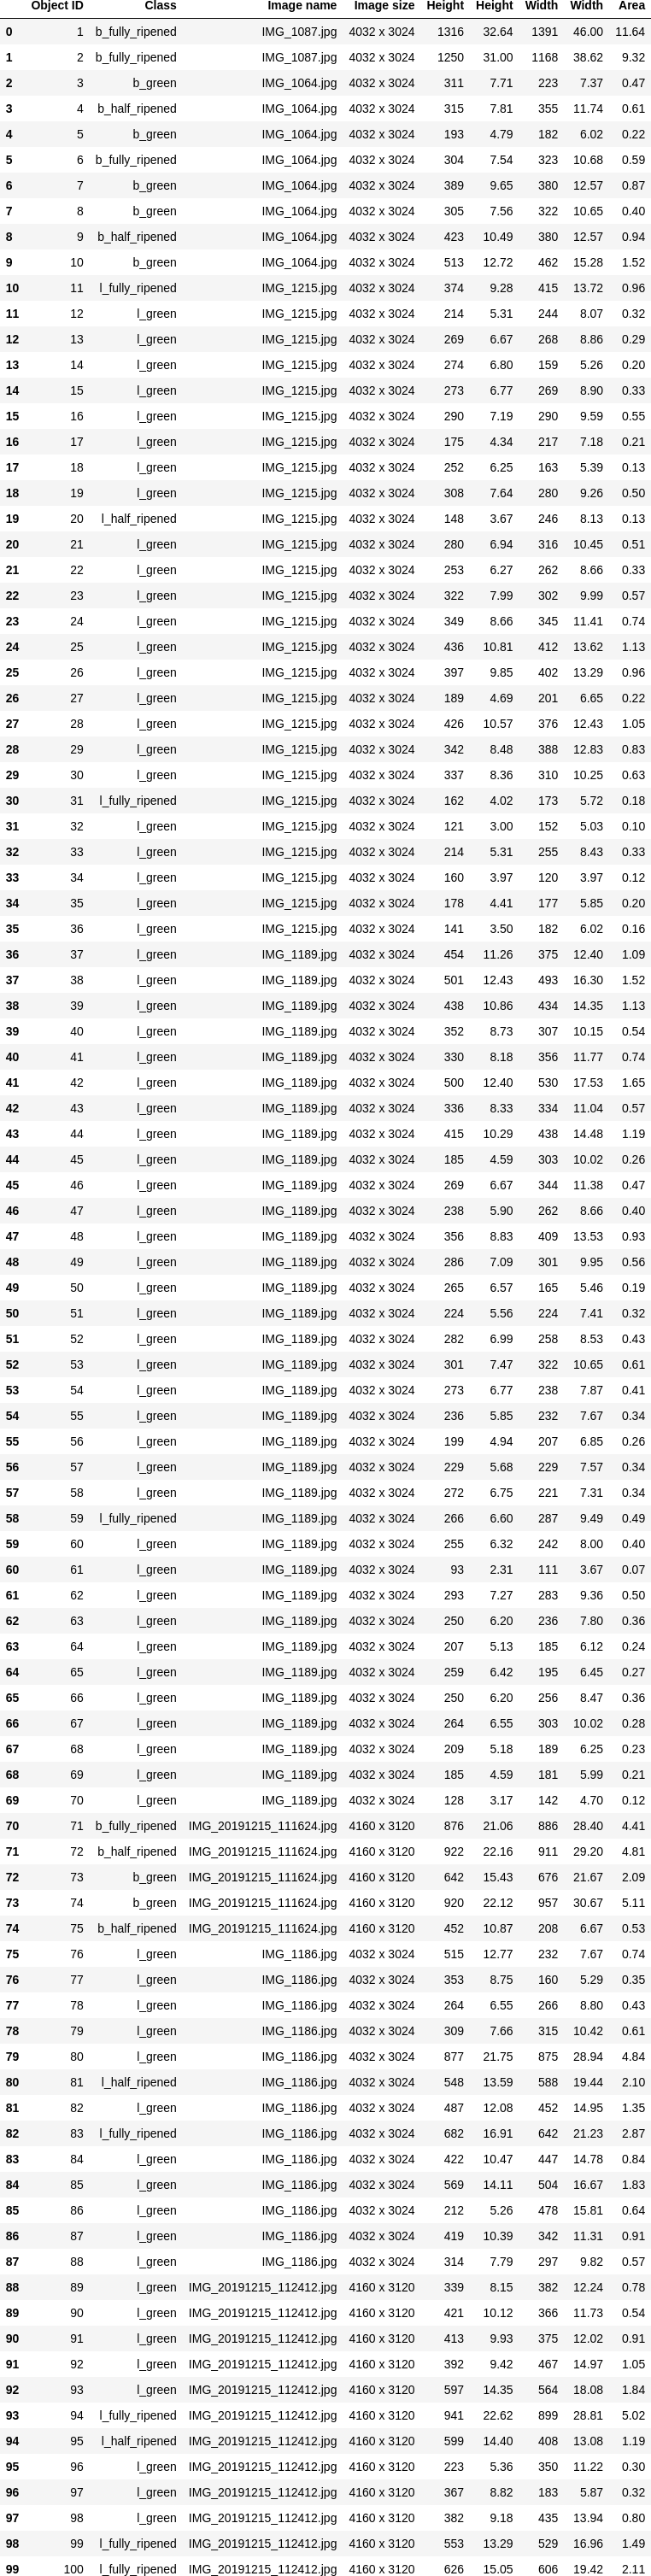 Object ID Class Image name Image size Height Height Width Width Area
0 1 b_fully_ripened IMG_1087.jpg 4032 x 3024 1316 32.64 1391 46.00 11.64
1 2 b_fully_ripened IMG_1087.jpg 4032 x 3024 1250 31.00 1168 38.62 9.32
2 3 b_green IMG_1064.jpg 4032 x 3024 311 7.71 223 7.37 0.47
3 4 b_half_ripened IMG_1064.jpg 4032 x 3024 315 7.81 355 11.74 0.61
4 5 b_green IMG_1064.jpg 4032 x 3024 193 4.79 182 6.02 0.22
5 6 b_fully_ripened IMG_1064.jpg 4032 x 3024 304 7.54 323 10.68 0.59
6 7 b_green IMG_1064.jpg 4032 x 3024 389 9.65 380 12.57 0.87
7 8 b_green IMG_1064.jpg 4032 x 3024 305 7.56 322 10.65 0.40
8 9 b_half_ripened IMG_1064.jpg 4032 x 3024 423 10.49 380 12.57 0.94
9 10 b_green IMG_1064.jpg 4032 x 3024 513 12.72 462 15.28 1.52
10 11 l_fully_ripened IMG_1215.jpg 4032 x 3024 374 9.28 415 13.72 0.96
11 12 l_green IMG_1215.jpg 4032 x 3024 214 5.31 244 8.07 0.32
12 13 l_green IMG_1215.jpg 4032 x 3024 269 6.67 268 8.86 0.29
13 14 l_green IMG_1215.jpg 4032 x 3024 274 6.80 159 5.26 0.20
14 15 l_green IMG_1215.jpg 4032 x 3024 273 6.77 269 8.90 0.33
15 16 l_green IMG_1215.jpg 4032 x 3024 290 7.19 290 9.59 0.55
16 17 l_green IMG_1215.jpg 4032 x 3024 175 4.34 217 7.18 0.21
17 18 l_green IMG_1215.jpg 4032 x 3024 252 6.25 163 5.39 0.13
18 19 l_green IMG_1215.jpg 4032 x 3024 308 7.64 280 9.26 0.50
19 20 l_half_ripened IMG_1215.jpg 4032 x 3024 148 3.67 246 8.13 0.13
20 21 l_green IMG_1215.jpg 4032 x 3024 280 6.94 316 10.45 0.51
21 22 l_green IMG_1215.jpg 4032 x 3024 253 6.27 262 8.66 0.33
22 23 l_green IMG_1215.jpg 4032 x 3024 322 7.99 302 9.99 0.57
23 24 l_green IMG_1215.jpg 4032 x 3024 349 8.66 345 11.41 0.74
24 25 l_green IMG_1215.jpg 4032 x 3024 436 10.81 412 13.62 1.13
25 26 l_green IMG_1215.jpg 4032 x 3024 397 9.85 402 13.29 0.96
26 27 l_green IMG_1215.jpg 4032 x 3024 189 4.69 201 6.65 0.22
27 28 l_green IMG_1215.jpg 4032 x 3024 426 10.57 376 12.43 1.05
28 29 l_green IMG_1215.jpg 4032 x 3024 342 8.48 388 12.83 0.83
29 30 l_green IMG_1215.jpg 4032 x 3024 337 8.36 310 10.25 0.63
30 31 l_fully_ripened IMG_1215.jpg 4032 x 3024 162 4.02 173 5.72 0.18
31 32 l_green IMG_1215.jpg 4032 x 3024 121 3.00 152 5.03 0.10
32 33 l_green IMG_1215.jpg 4032 x 3024 214 5.31 255 8.43 0.33
33 34 l_green IMG_1215.jpg 4032 x 3024 160 3.97 120 3.97 0.12
34 35 l_green IMG_1215.jpg 4032 x 3024 178 4.41 177 5.85 0.20
35 36 l_green IMG_1215.jpg 4032 x 3024 141 3.50 182 6.02 0.16
36 37 l_green IMG_1189.jpg 4032 x 3024 454 11.26 375 12.40 1.09
37 38 l_green IMG_1189.jpg 4032 x 3024 501 12.43 493 16.30 1.52
38 39 l_green IMG_1189.jpg 4032 x 3024 438 10.86 434 14.35 1.13
39 40 l_green IMG_1189.jpg 4032 x 3024 352 8.73 307 10.15 0.54
40 41 l_green IMG_1189.jpg 4032 x 3024 330 8.18 356 11.77 0.74
41 42 l_green IMG_1189.jpg 4032 x 3024 500 12.40 530 17.53 1.65
42 43 l_green IMG_1189.jpg 4032 x 3024 336 8.33 334 11.04 0.57
43 44 l_green IMG_1189.jpg 4032 x 3024 415 10.29 438 14.48 1.19
44 45 l_green IMG_1189.jpg 4032 x 3024 185 4.59 303 10.02 0.26
45 46 l_green IMG_1189.jpg 4032 x 3024 269 6.67 344 11.38 0.47
46 47 l_green IMG_1189.jpg 4032 x 3024 238 5.90 262 8.66 0.40
47 48 l_green IMG_1189.jpg 4032 x 3024 356 8.83 409 13.53 0.93
48 49 l_green IMG_1189.jpg 4032 x 3024 286 7.09 301 9.95 0.56
49 50 l_green IMG_1189.jpg 4032 x 3024 265 6.57 165 5.46 0.19
50 51 l_green IMG_1189.jpg 4032 x 3024 224 5.56 224 7.41 0.32
51 52 l_green IMG_1189.jpg 4032 x 3024 282 6.99 258 8.53 0.43
52 53 l_green IMG_1189.jpg 4032 x 3024 301 7.47 322 10.65 0.61
53 54 l_green IMG_1189.jpg 4032 x 3024 273 6.77 238 7.87 0.41
54 55 l_green IMG_1189.jpg 4032 x 3024 236 5.85 232 7.67 0.34
55 56 l_green IMG_1189.jpg 4032 x 3024 199 4.94 207 6.85 0.26
56 57 l_green IMG_1189.jpg 4032 x 3024 229 5.68 229 7.57 0.34
57 58 l_green IMG_1189.jpg 4032 x 3024 272 6.75 221 7.31 0.34
58 59 l_fully_ripened IMG_1189.jpg 4032 x 3024 266 6.60 287 9.49 0.49
59 60 l_green IMG_1189.jpg 4032 x 3024 255 6.32 242 8.00 0.40
60 61 l_green IMG_1189.jpg 4032 x 3024 93 2.31 111 3.67 0.07
61 62 l_green IMG_1189.jpg 4032 x 3024 293 7.27 283 9.36 0.50
62 63 l_green IMG_1189.jpg 4032 x 3024 250 6.20 236 7.80 0.36
63 64 l_green IMG_1189.jpg 4032 x 3024 207 5.13 185 6.12 0.24
64 65 l_green IMG_1189.jpg 4032 x 3024 259 6.42 195 6.45 0.27
65 66 l_green IMG_1189.jpg 4032 x 3024 250 6.20 256 8.47 0.36
66 67 l_green IMG_1189.jpg 4032 x 3024 264 6.55 303 10.02 0.28
67 68 l_green IMG_1189.jpg 4032 x 3024 209 5.18 189 6.25 0.23
68 69 l_green IMG_1189.jpg 4032 x 3024 185 4.59 181 5.99 0.21
69 70 l_green IMG_1189.jpg 4032 x 3024 128 3.17 142 4.70 0.12
70 71 b_fully_ripened IMG_20191215_111624.jpg 4160 x 3120 876 21.06 886 28.40 4.41
71 72 b_half_ripened IMG_20191215_111624.jpg 4160 x 3120 922 22.16 911 29.20 4.81
72 73 b_green IMG_20191215_111624.jpg 4160 x 3120 642 15.43 676 21.67 2.09
73 74 b_green IMG_20191215_111624.jpg 4160 x 3120 920 22.12 957 30.67 5.11
74 75 b_half_ripened IMG_20191215_111624.jpg 4160 x 3120 452 10.87 208 6.67 0.53
75 76 l_green IMG_1186.jpg 4032 x 3024 515 12.77 232 7.67 0.74
76 77 l_green IMG_1186.jpg 4032 x 3024 353 8.75 160 5.29 0.35
77 78 l_green IMG_1186.jpg 4032 x 3024 264 6.55 266 8.80 0.43
78 79 l_green IMG_1186.jpg 4032 x 3024 309 7.66 315 10.42 0.61
79 80 l_green IMG_1186.jpg 4032 x 3024 877 21.75 875 28.94 4.84
80 81 l_half_ripened IMG_1186.jpg 4032 x 3024 548 13.59 588 19.44 2.10
81 82 l_green IMG_1186.jpg 4032 x 3024 487 12.08 452 14.95 1.35
82 83 l_fully_ripened IMG_1186.jpg 4032 x 3024 682 16.91 642 21.23 2.87
83 84 l_green IMG_1186.jpg 4032 x 3024 422 10.47 447 14.78 0.84
84 85 l_green IMG_1186.jpg 4032 x 3024 569 14.11 504 16.67 1.83
85 86 l_green IMG_1186.jpg 4032 x 3024 212 5.26 478 15.81 0.64
86 87 l_green IMG_1186.jpg 4032 x 3024 419 10.39 342 11.31 0.91
87 88 l_green IMG_1186.jpg 4032 x 3024 314 7.79 297 9.82 0.57
88 89 l_green IMG_20191215_112412.jpg 4160 x 3120 339 8.15 382 12.24 0.78
89 90 l_green IMG_20191215_112412.jpg 4160 x 3120 421 10.12 366 11.73 0.54
90 91 l_green IMG_20191215_112412.jpg 4160 x 3120 413 9.93 375 12.02 0.91
91 92 l_green IMG_20191215_112412.jpg 4160 x 3120 392 9.42 467 14.97 1.05
92 93 l_green IMG_20191215_112412.jpg 4160 x 3120 597 14.35 564 18.08 1.84
93 94 l_fully_ripened IMG_20191215_112412.jpg 4160 x 3120 941 22.62 899 28.81 5.02
94 95 l_half_ripened IMG_20191215_112412.jpg 4160 x 3120 599 14.40 408 13.08 1.19
95 96 l_green IMG_20191215_112412.jpg 4160 x 3120 223 5.36 350 11.22 0.30
96 97 l_green IMG_20191215_112412.jpg 4160 x 3120 367 8.82 183 5.87 0.32
97 98 l_green IMG_20191215_112412.jpg 4160 x 3120 382 9.18 435 13.94 0.80
98 99 l_fully_ripened IMG_20191215_112412.jpg 4160 x 3120 553 13.29 529 16.96 1.49
99 100 l_fully_ripened IMG_20191215_112412.jpg 4160 x 3120 626 15.05 606 19.42 2.11